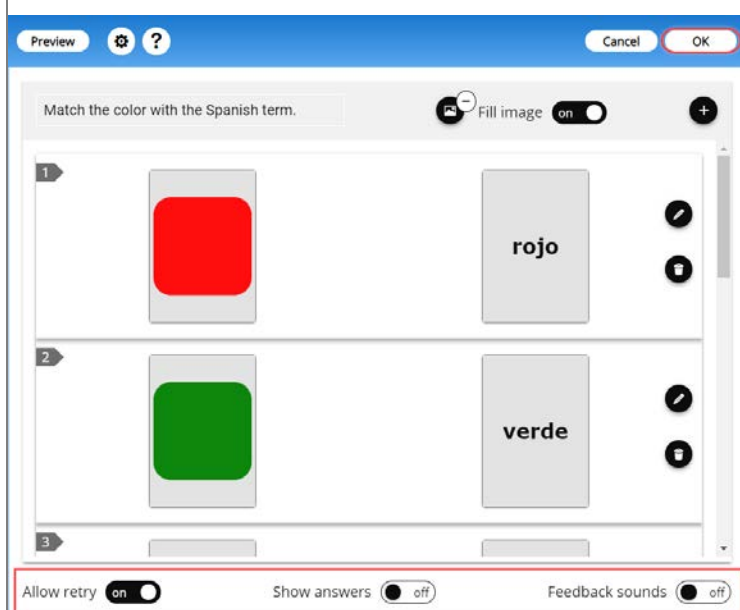 Preview ? Cancel OK
Match the color with the Spanish term. Fill image on
1
rojo
2
verde
3
Allow retry on Show answers off Feedback sounds off